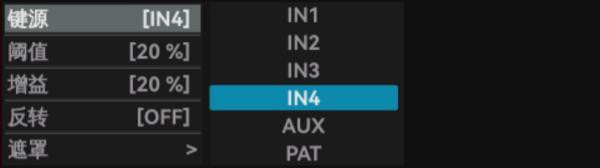 键源 [IN4]
阈值 [20 %]
增益 [20 %]
反转 [OFF]
遮罩 >
IN1
IN2
IN3
IN4
AUX
PAT